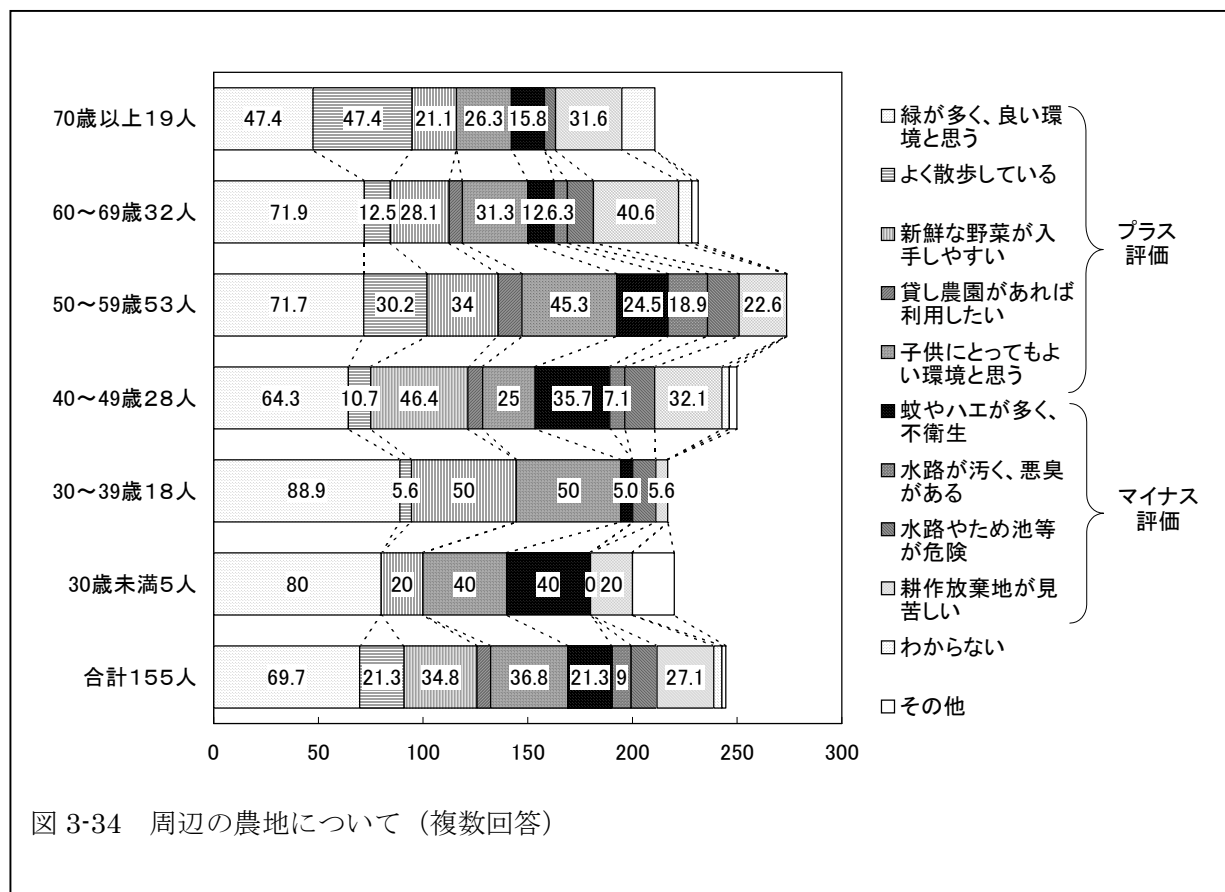 70歳以上19人
47.4
47.4
21.1
26.3
15.8
31.6
60～69歳32人
71.9
12.5
28.1
31.3
12.
6.3
40.6
50～59歳53人
71.7
30.2
34
45.3
24.5
18.9
22.6
40～49歳28人
64.3
10.7
46.4
25
35.7
7.1
32.1
30～39歳18人
88.9
5.6
50
50
5.0
5.6
30歳未満5人
80
20
40
40
0
20
合計155人
69.7
21.3
34.8
36.8
21.3
9
27.1
0
50
100
150
200
250
300
緑が多く、良い環
境と思う
よく散歩している
新鮮な野菜が入
手しやすい
貸し農園があれば
利用したい
子供にとってもよ
い環境と思う
プラス
評価
蚊やハエが多く、
不衛生
水路が汚く、悪臭
がある
水路やため池等
が危険
耕作放棄地が見
苦しい
マイナス
評価
わからない
その他
図 3-34　周辺の農地について（複数回答）